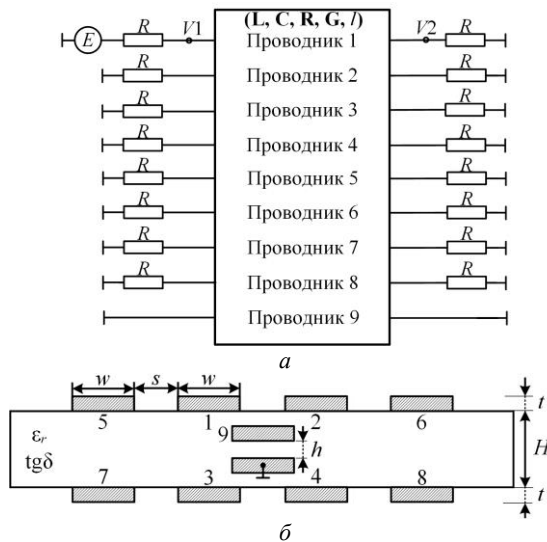 (L, C, R, G, l)
E R V1 Проводник 1 V2 R
R Проводник 2 R
R Проводник 3 R
R Проводник 4 R
R Проводник 5 R
R Проводник 6 R
R Проводник 7 R
R Проводник 8 R
Проводник 9
а
w s w
t
5 1 2 6
εr 9 h H
tgδ
7 3 4 8 t
б